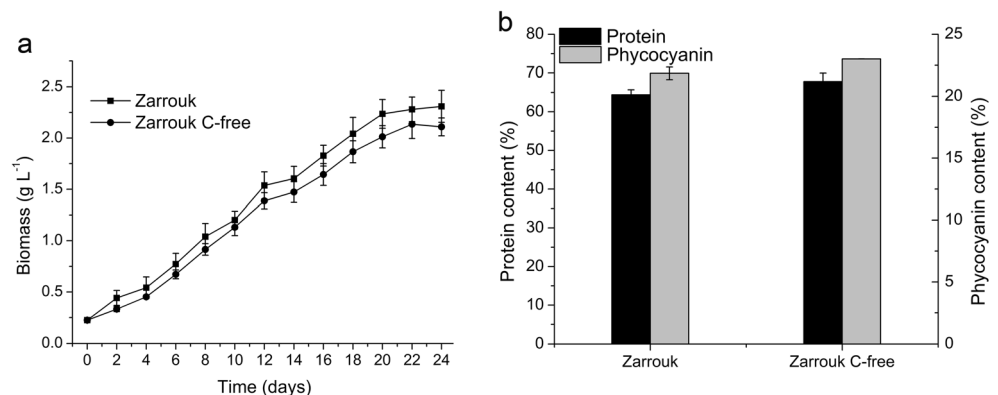 a
Zarrouk
Zarrouk C-free
Biomass (g L⁻¹)
2.5
2.0
1.5
1.0
0.5
0.0
0 2 4 6 8 10 12 14 16 18 20 22 24
Time (days)
b
Protein
Phycocyanin
Protein content (%)
80
70
60
50
40
30
20
10
0
Zarrouk
Zarrouk C-free
25
20
15
10
5
0
Phycocyanin content (%)